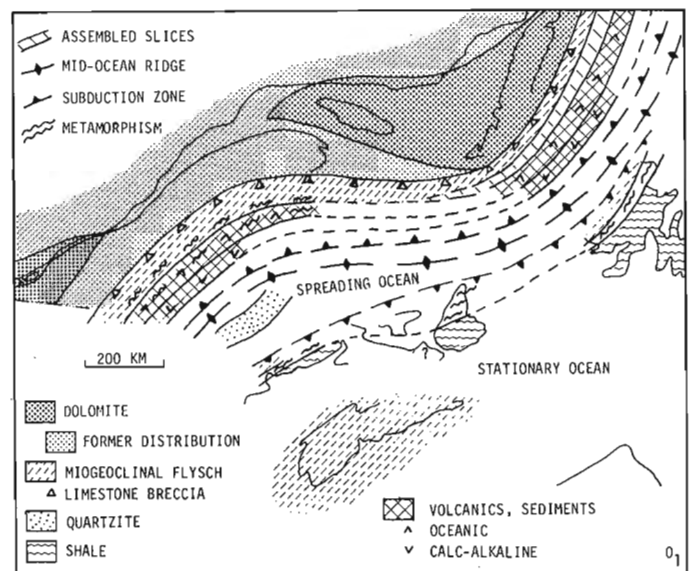 ASSEMBLED SLICES
MID-OCEAN RIDGE
SUBDUCTION ZONE
METAMORPHISM
SPREADING OCEAN
200 KM
?
STATIONARY OCEAN
DOLOMITE
FORMER DISTRIBUTION
MIOGEOCLINAL FLYSCH
LIMESTONE BRECCIA
QUARTZITE
SHALE
VOLCANICS, SEDIMENTS
OCEANIC
CALC-ALKALINE
O1